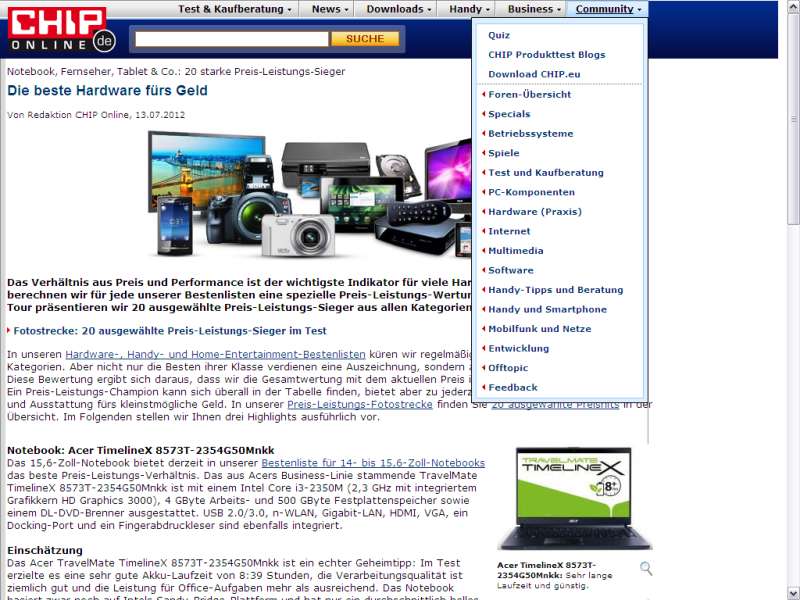 CHIP
ONLINE de
Test & Kaufberatung News Downloads Handy Business Community
SUCHE
Quiz
CHIP Produkttest Blogs
Download CHIP.eu
Foren-Übersicht
Specials
Betriebssysteme
Spiele
Test und Kaufberatung
PC-Komponenten
Hardware (Praxis)
Internet
Multimedia
Software
Handy-Tipps und Beratung
Handy und Smartphone
Mobilfunk und Netze
Entwicklung
Offtopic
Feedback
Notebook, Fernseher, Tablet & Co.: 20 starke Preis-Leistungs-Sieger
Die beste Hardware fürs Geld
Von Redaktion CHIP Online, 13.07.2012
Das Verhältnis aus Preis und Performance ist der wichtigste Indikator für viele
berechnen wir für jede unserer Bestenlisten eine spezielle
Tour präsentieren wir 20 ausgewählte Preis-Leistungs-Sieger aus allen
Fotostrecke: 20 ausgewählte Preis-Leistungs-Sieger im Test
In unseren Hardware-, Handy- und Home-Entertainment-Bestenlisten küren wir
Kategorien. Aber nicht nur die Besten ihrer Klasse verdienen eine Auszeichnung, sondern
Diese Bewertung ergibt sich daraus, dass wir die Gesamtwertung mit dem aktuellen Preis
Ein Preis-Leistungs-Champion kann sich überall in der Tabelle finden, bietet aber zu
und Ausstattung fürs kleinstmögliche Geld. In unserer Preis-Leistungs-Fotostrecke finden Sie 20 ausgewählte Preishits in der
Übersicht. Im Folgenden stellen wir Ihnen drei Highlights ausführlich vor.
Notebook: Acer TimelineX 8573T-2354G50Mnkk
Das 15,6-Zoll-Notebook bietet derzeit in unserer Bestenliste für 14- bis 15,6-Zoll-Notebooks
das beste Preis-Leistungs-Verhältnis. Das aus Acers Business-Linie stammende TravelMate
TimelineX 8573T-2354G50Mnkk ist mit einem Intel Core i3-2350M (2,3 GHz mit integriertem
Grafikkern HD Graphics 3000), 4 GByte Arbeits- und 500 GByte Festplattenspeicher sowie
einem DL-DVD-Brenner ausgestattet. USB 2.0/3.0, n-WLAN, Gigabit-LAN, HDMI, VGA, ein
Docking-Port und ein Fingerabdruckleser sind ebenfalls integriert.
TRAVELMATE
TIMELINEX
8h+
Acer TimelineX 8573T-
2354G50Mnkk: Sehr lange
Laufzeit und günstig.
Einschätzung
Das Acer TravelMate TimelineX 8573T-2354G50Mnkk ist ein echter Geheimtipp: Im Test
erzielte es eine sehr gute Akku-Laufzeit von 8:39 Stunden, die Verarbeitungsqualität ist
ziemlich gut und die Leistung für Office-Aufgaben mehr als ausreichend. Das Notebook
basiert zwar noch auf Intels Sandy-Bridge-Plattform und hat nur ein durchschnittlich helles